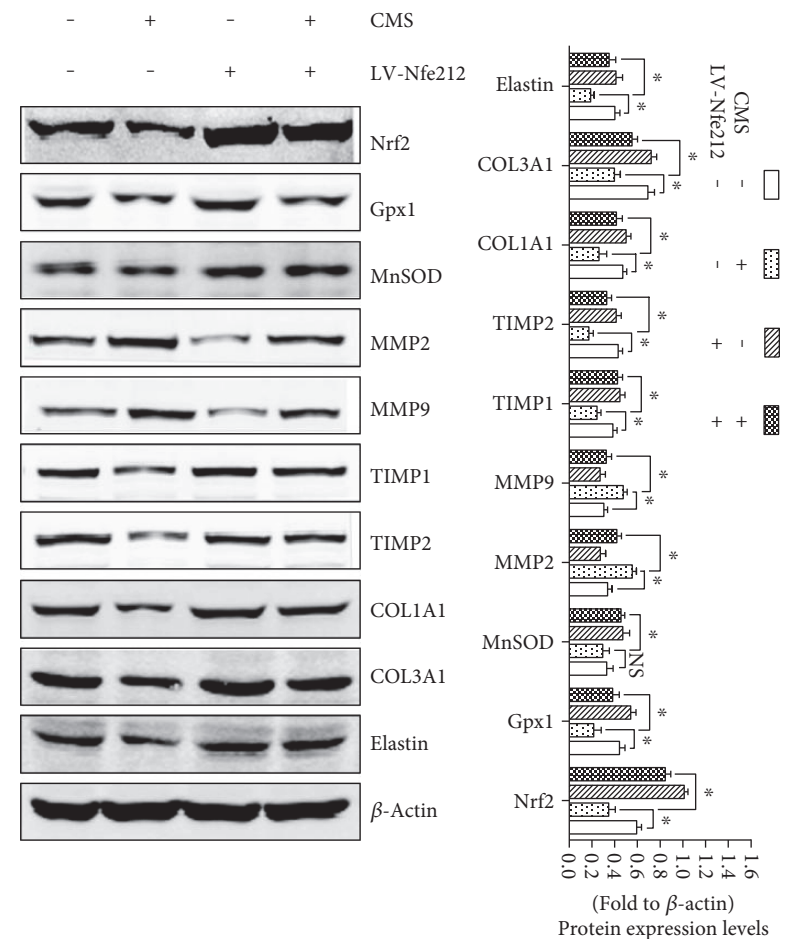 – + – + CMS
– – + + LV-Nfe212
Nrf2
Gpx1
MnSOD
MMP2
MMP9
TIMP1
TIMP2
COL1A1
COL3A1
Elastin
β-Actin
Elastin
* *
COL3A1
* *
COL1A1
* *
TIMP2
* *
TIMP1
* *
MMP9
* *
MMP2
* *
MnSOD
* NS
Gpx1
* *
Nrf2
* *
CMS – + – +
LV-Nfe212 – – + +
0.0 0.2 0.4 0.6 0.8 1.0 1.2 1.4 1.6
(Fold to β-actin)
Protein expression levels